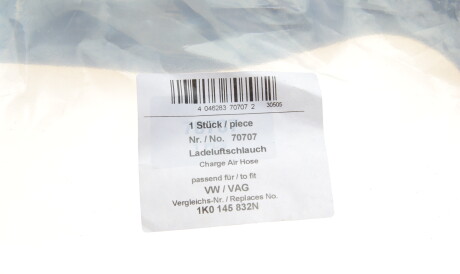 4 046283 70707 2 30505
1 Stück / piece
Nr. / No. 70707
Ladeluftschlauch
Charge Air Hose
passend für / to fit
VW / VAG
Vergleichs-Nr. / Replaces No.
1K0 145 832N